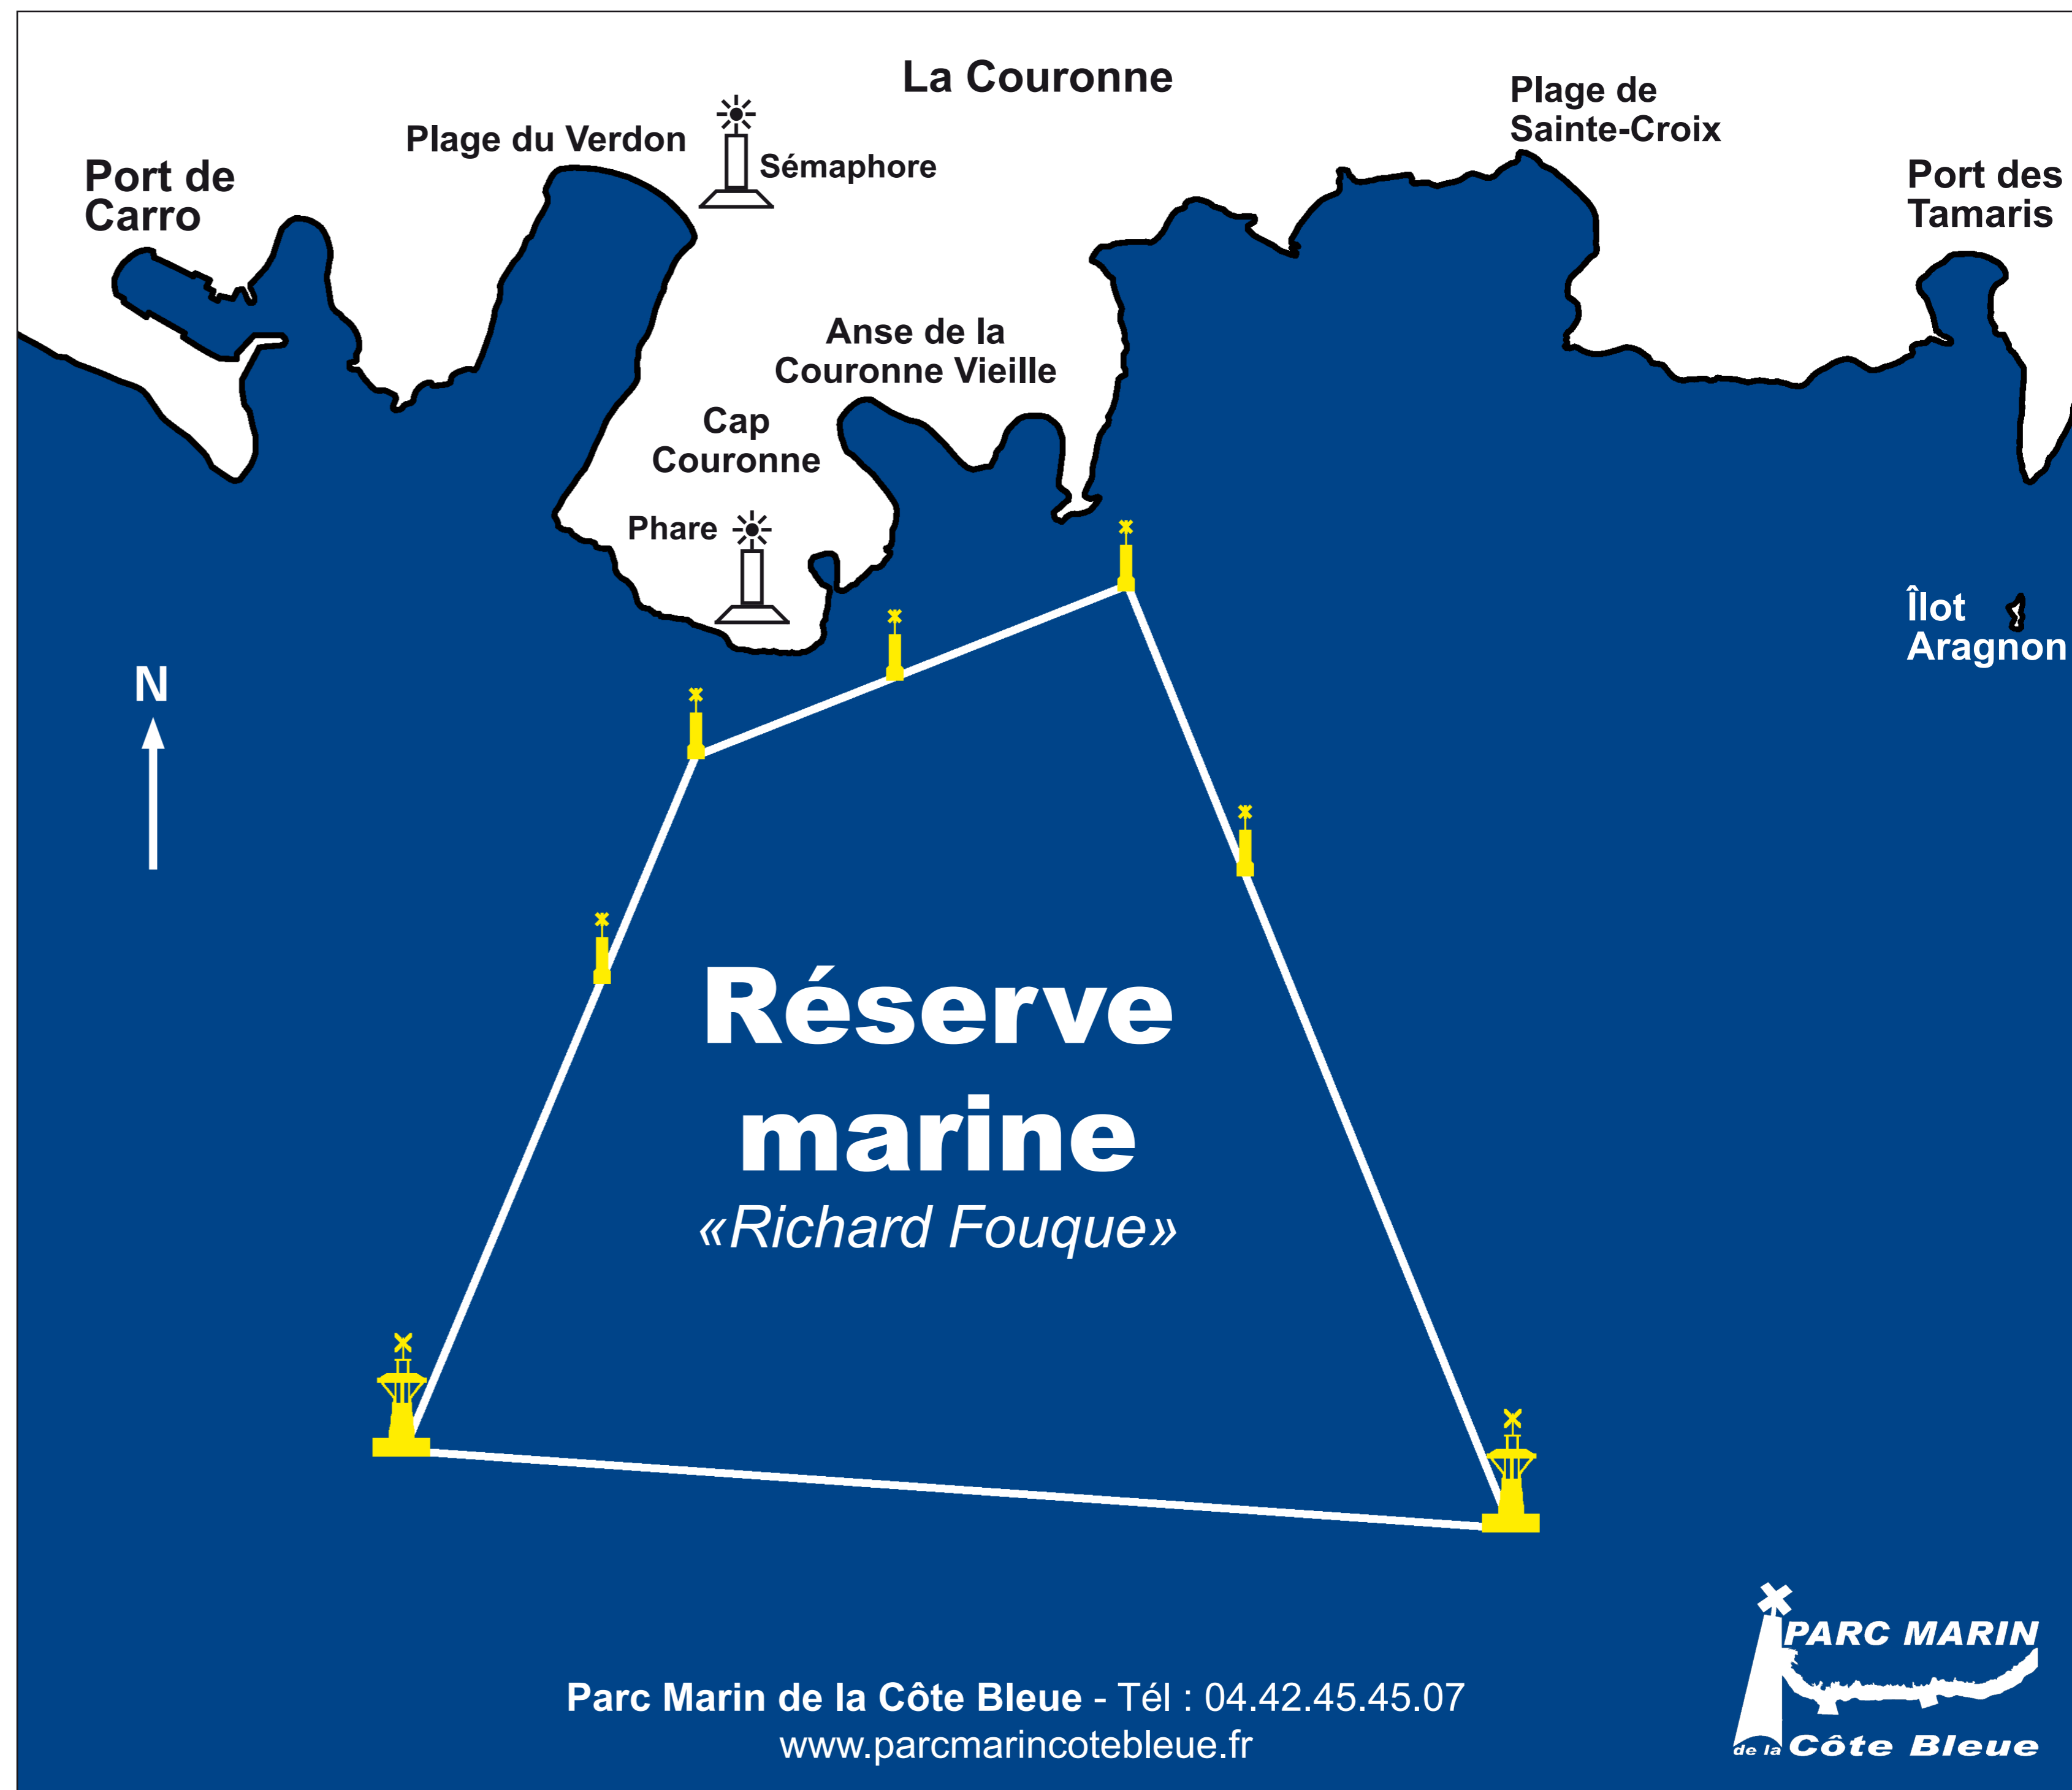 La Couronne
Plage de
Sainte-Croix
Plage du Verdon
Sémaphore
Port de
Carro
Port des
Tamaris
Anse de la
Couronne Vieille
Cap
Couronne
Phare
Îlot
Aragnon
N
Réserve
marine
«Richard Fouque»
Parc Marin de la Côte Bleue - Tél : 04.42.45.45.07
www.parcmarincotebleue.fr
PARC MARIN
de la Côte Bleue